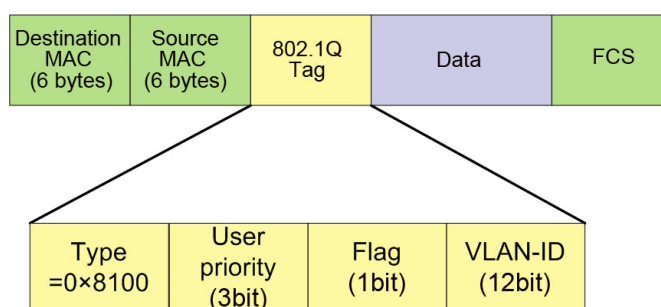 Destination
MAC
(6 bytes)
Source
MAC
(6 bytes)
802.1Q
Tag
Data
FCS
Type
=0×8100
User
priority
(3bit)
Flag
(1bit)
VLAN-ID
(12bit)